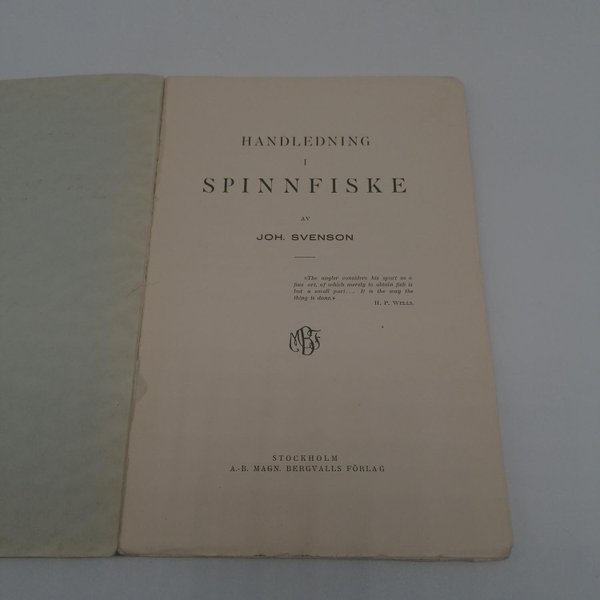 HANDLEDNING
I
SPINNFISKE
AV
JOH. SVENSON
»The angler considers his sport as a
fine art, of which merely to obtain fish is
but a small part.... It is the way the
thing is done.»
H. P. WELLS.
MBF
STOCKHOLM
A.-B. MAGN. BERGVALLS FÖRLAG